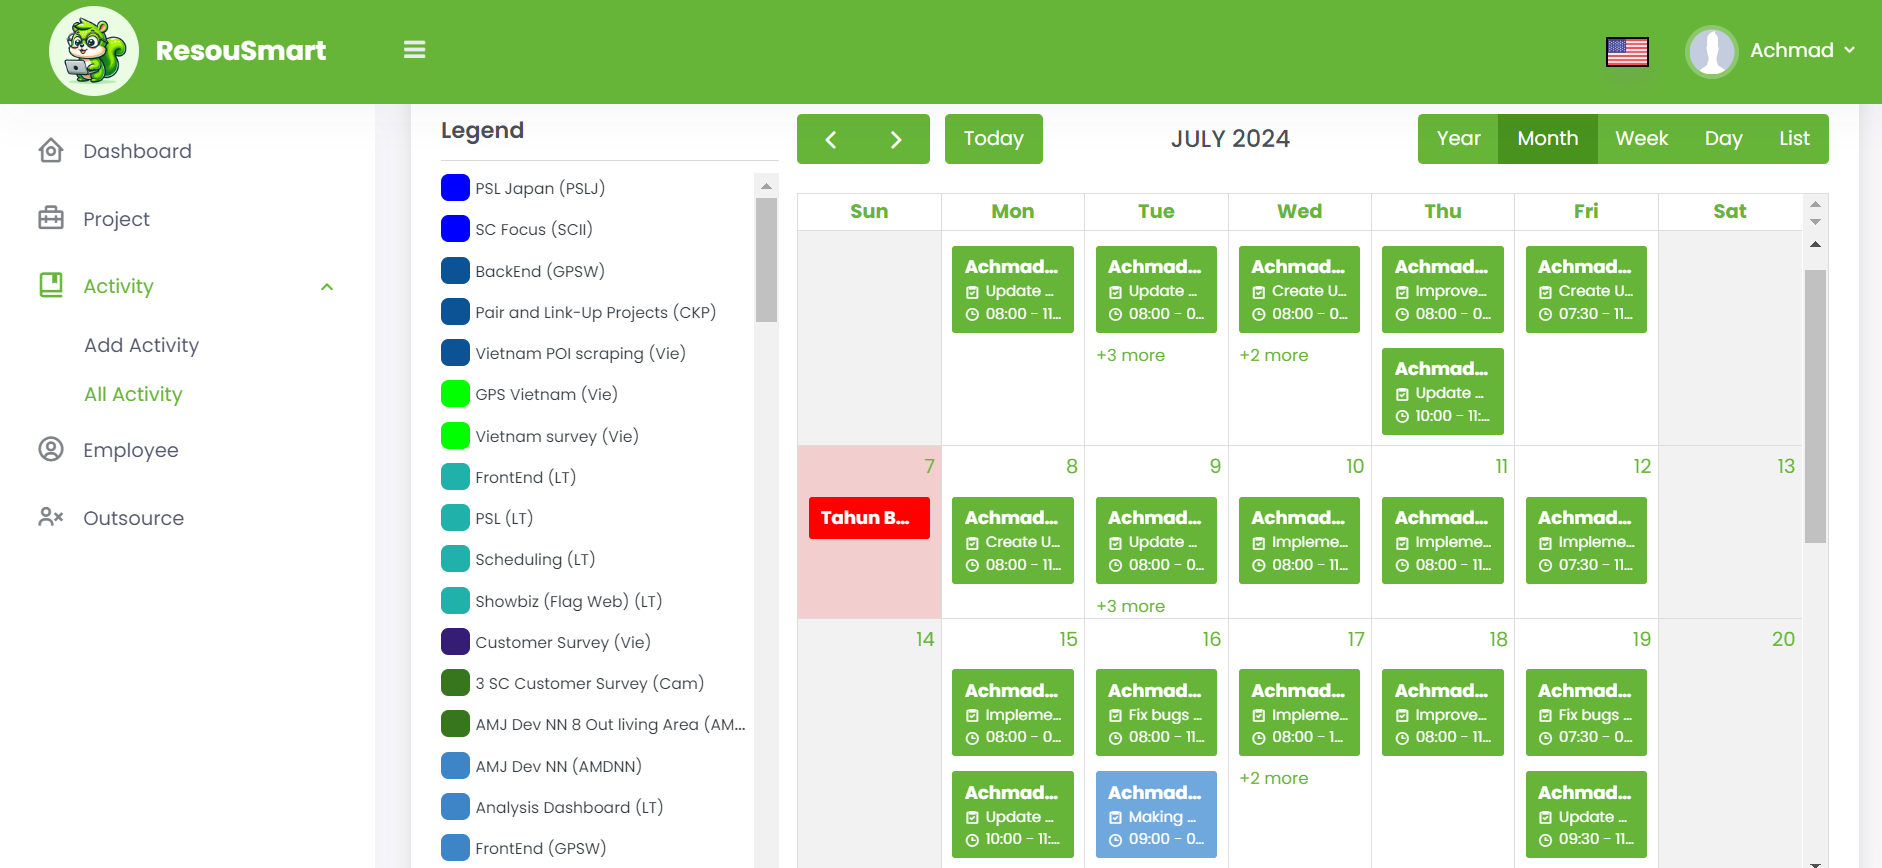 ResouSmart
Achmad
Dashboard
Project
Activity
Add Activity
All Activity
Employee
Outsource
Legend
PSL Japan (PSLJ)
SC Focus (SCII)
BackEnd (GPSW)
Pair and Link-Up Projects (CKP)
Vietnam POI scraping (Vie)
GPS Vietnam (Vie)
Vietnam survey (Vie)
FrontEnd (LT)
PSL (LT)
Scheduling (LT)
Showbiz (Flag Web) (LT)
Customer Survey (Vie)
3 SC Customer Survey (Cam)
AMJ Dev NN 8 Out living Area (AM...
AMJ Dev NN (AMDNN)
Analysis Dashboard (LT)
FrontEnd (GPSW)
Today
JULY 2024
Year Month Week Day List
Sun Mon Tue Wed Thu Fri Sat
Achmad... Achmad... Achmad... Achmad... Achmad...
Update ... Update ... Create U... Improve... Create U...
08:00 - 11... 08:00 - 0... 08:00 - 0... 08:00 - 0... 07:30 - 11...
+3 more +2 more
Achmad...
Update ...
10:00 - 11:...
7 8 9 10 11 12 13
Tahun B... Achmad... Achmad... Achmad... Achmad... Achmad...
Create U... Update ... Impleme... Impleme... Impleme...
08:00 - 11... 08:00 - 0... 08:00 - 11... 08:00 - 11... 07:30 - 11...
+3 more
14 15 16 17 18 19 20
Achmad... Achmad... Achmad... Achmad... Achmad...
Impleme... Fix bugs ... Impleme... Improve... Fix bugs ...
08:00 - 0... 08:00 - 11... 08:00 - 1... 08:00 - 11... 07:30 - 0...
+2 more
Achmad... Achmad... Achmad...
Update ... Making ... Update ...
10:00 - 11:... 09:00 - 0... 09:30 - 11...